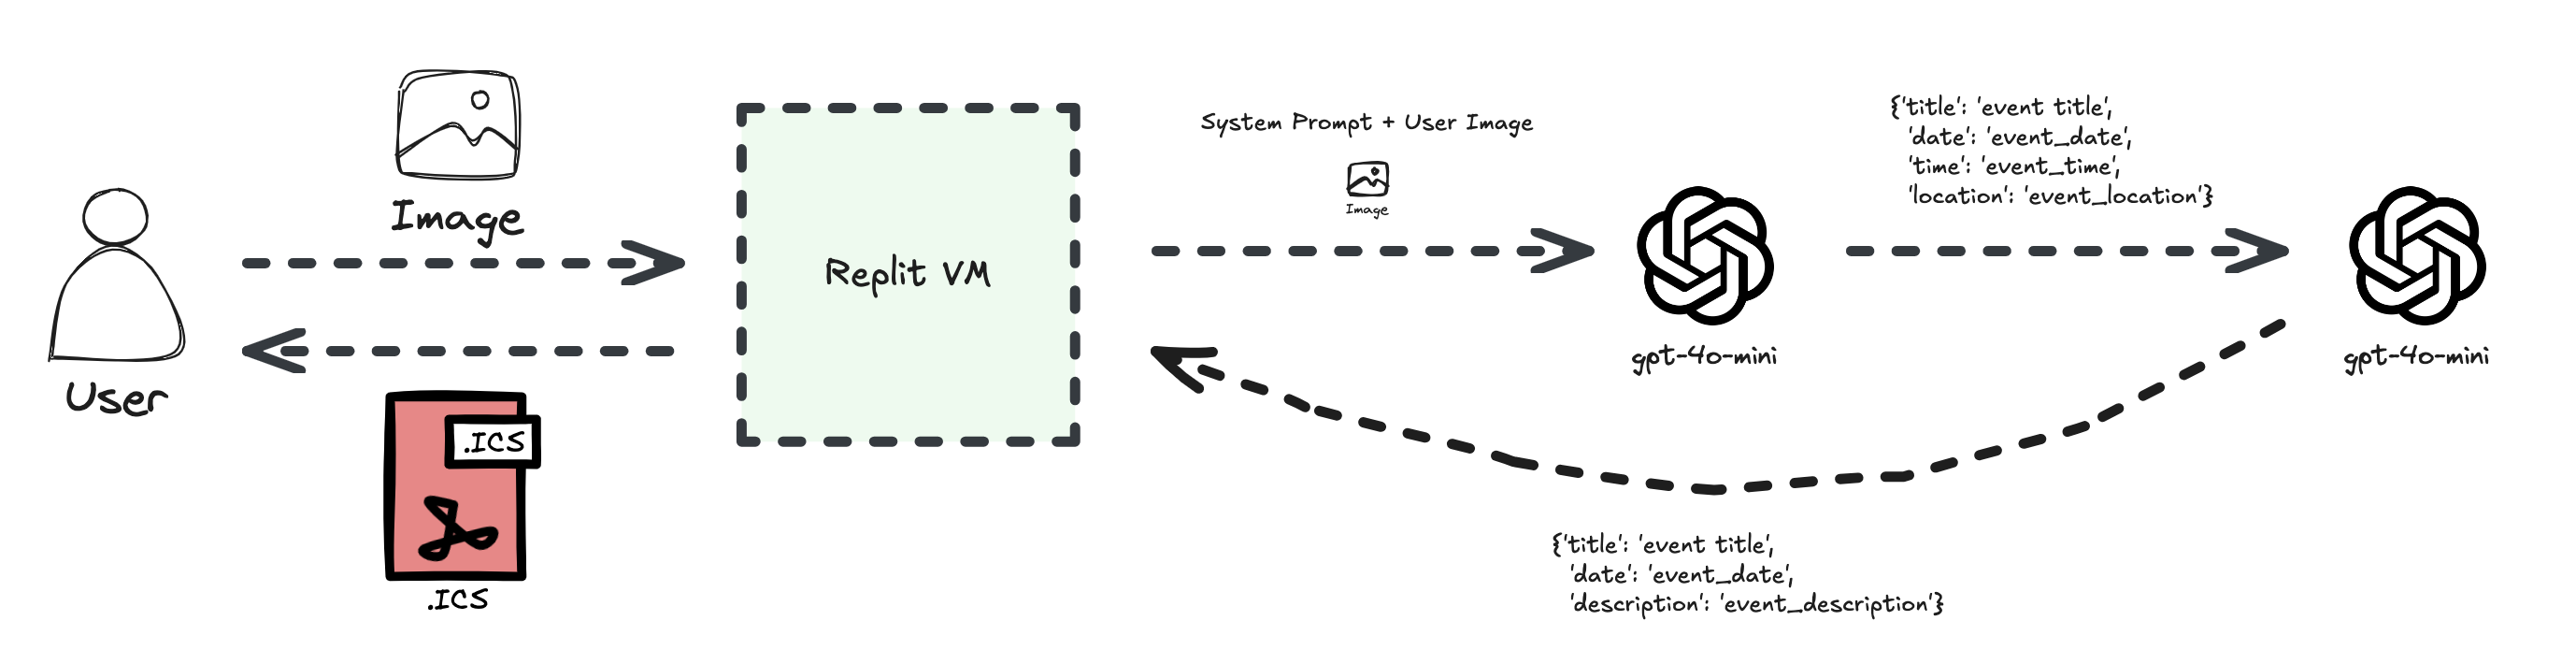 Image
User
.ICS
.ICS
Replit VM
System Prompt + User Image
Image
gpt-4o-mini
{'title': 'event title',
'date': 'event_date',
'time': 'event_time',
'location': 'event_location'}
gpt-4o-mini
{'title': 'event title',
'date': 'event_date',
'description': 'event_description'}